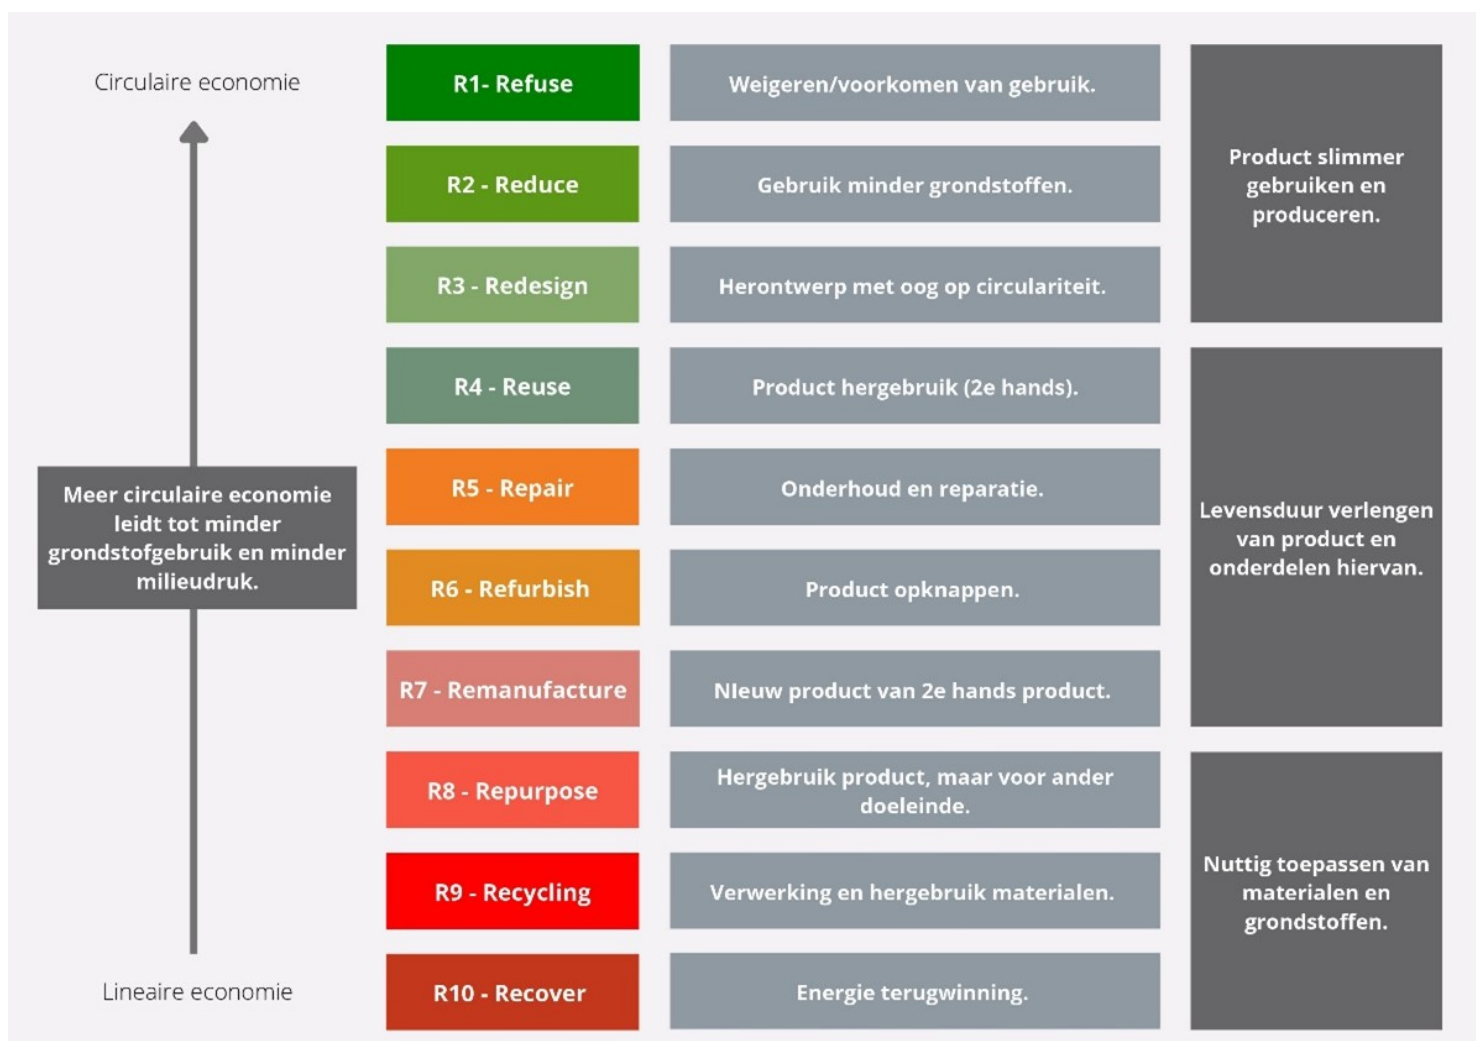 Circulaire economie
R1- Refuse
Weigeren/voorkomen van gebruik.
Product slimmer
gebruiken en
produceren.
R2 - Reduce
Gebruik minder grondstoffen.
R3 - Redesign
Herontwerp met oog op circulariteit.
R4 - Reuse
Product hergebruik (2e hands).
Meer circulaire economie
leidt tot minder
grondstofgebruik en minder
milieudruk.
R5 - Repair
Onderhoud en reparatie.
Levensduur verlengen
van product en
onderdelen hiervan.
R6 - Refurbish
Product opknappen.
R7 - Remanufacture
NIeuw product van 2e hands product.
R8 - Repurpose
Hergebruik product, maar voor ander
doeleinde.
Nuttig toepassen van
materialen en
grondstoffen.
R9 - Recycling
Verwerking en hergebruik materialen.
Lineaire economie
R10 - Recover
Energie terugwinning.